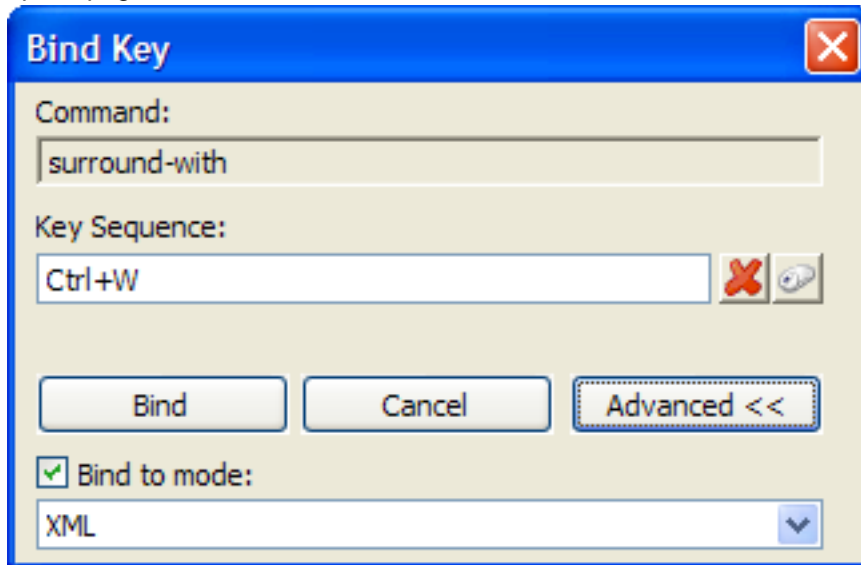 Bind Key
Command:
surround-with
Key Sequence:
Ctrl+W
Bind Cancel Advanced <<
Bind to mode:
XML